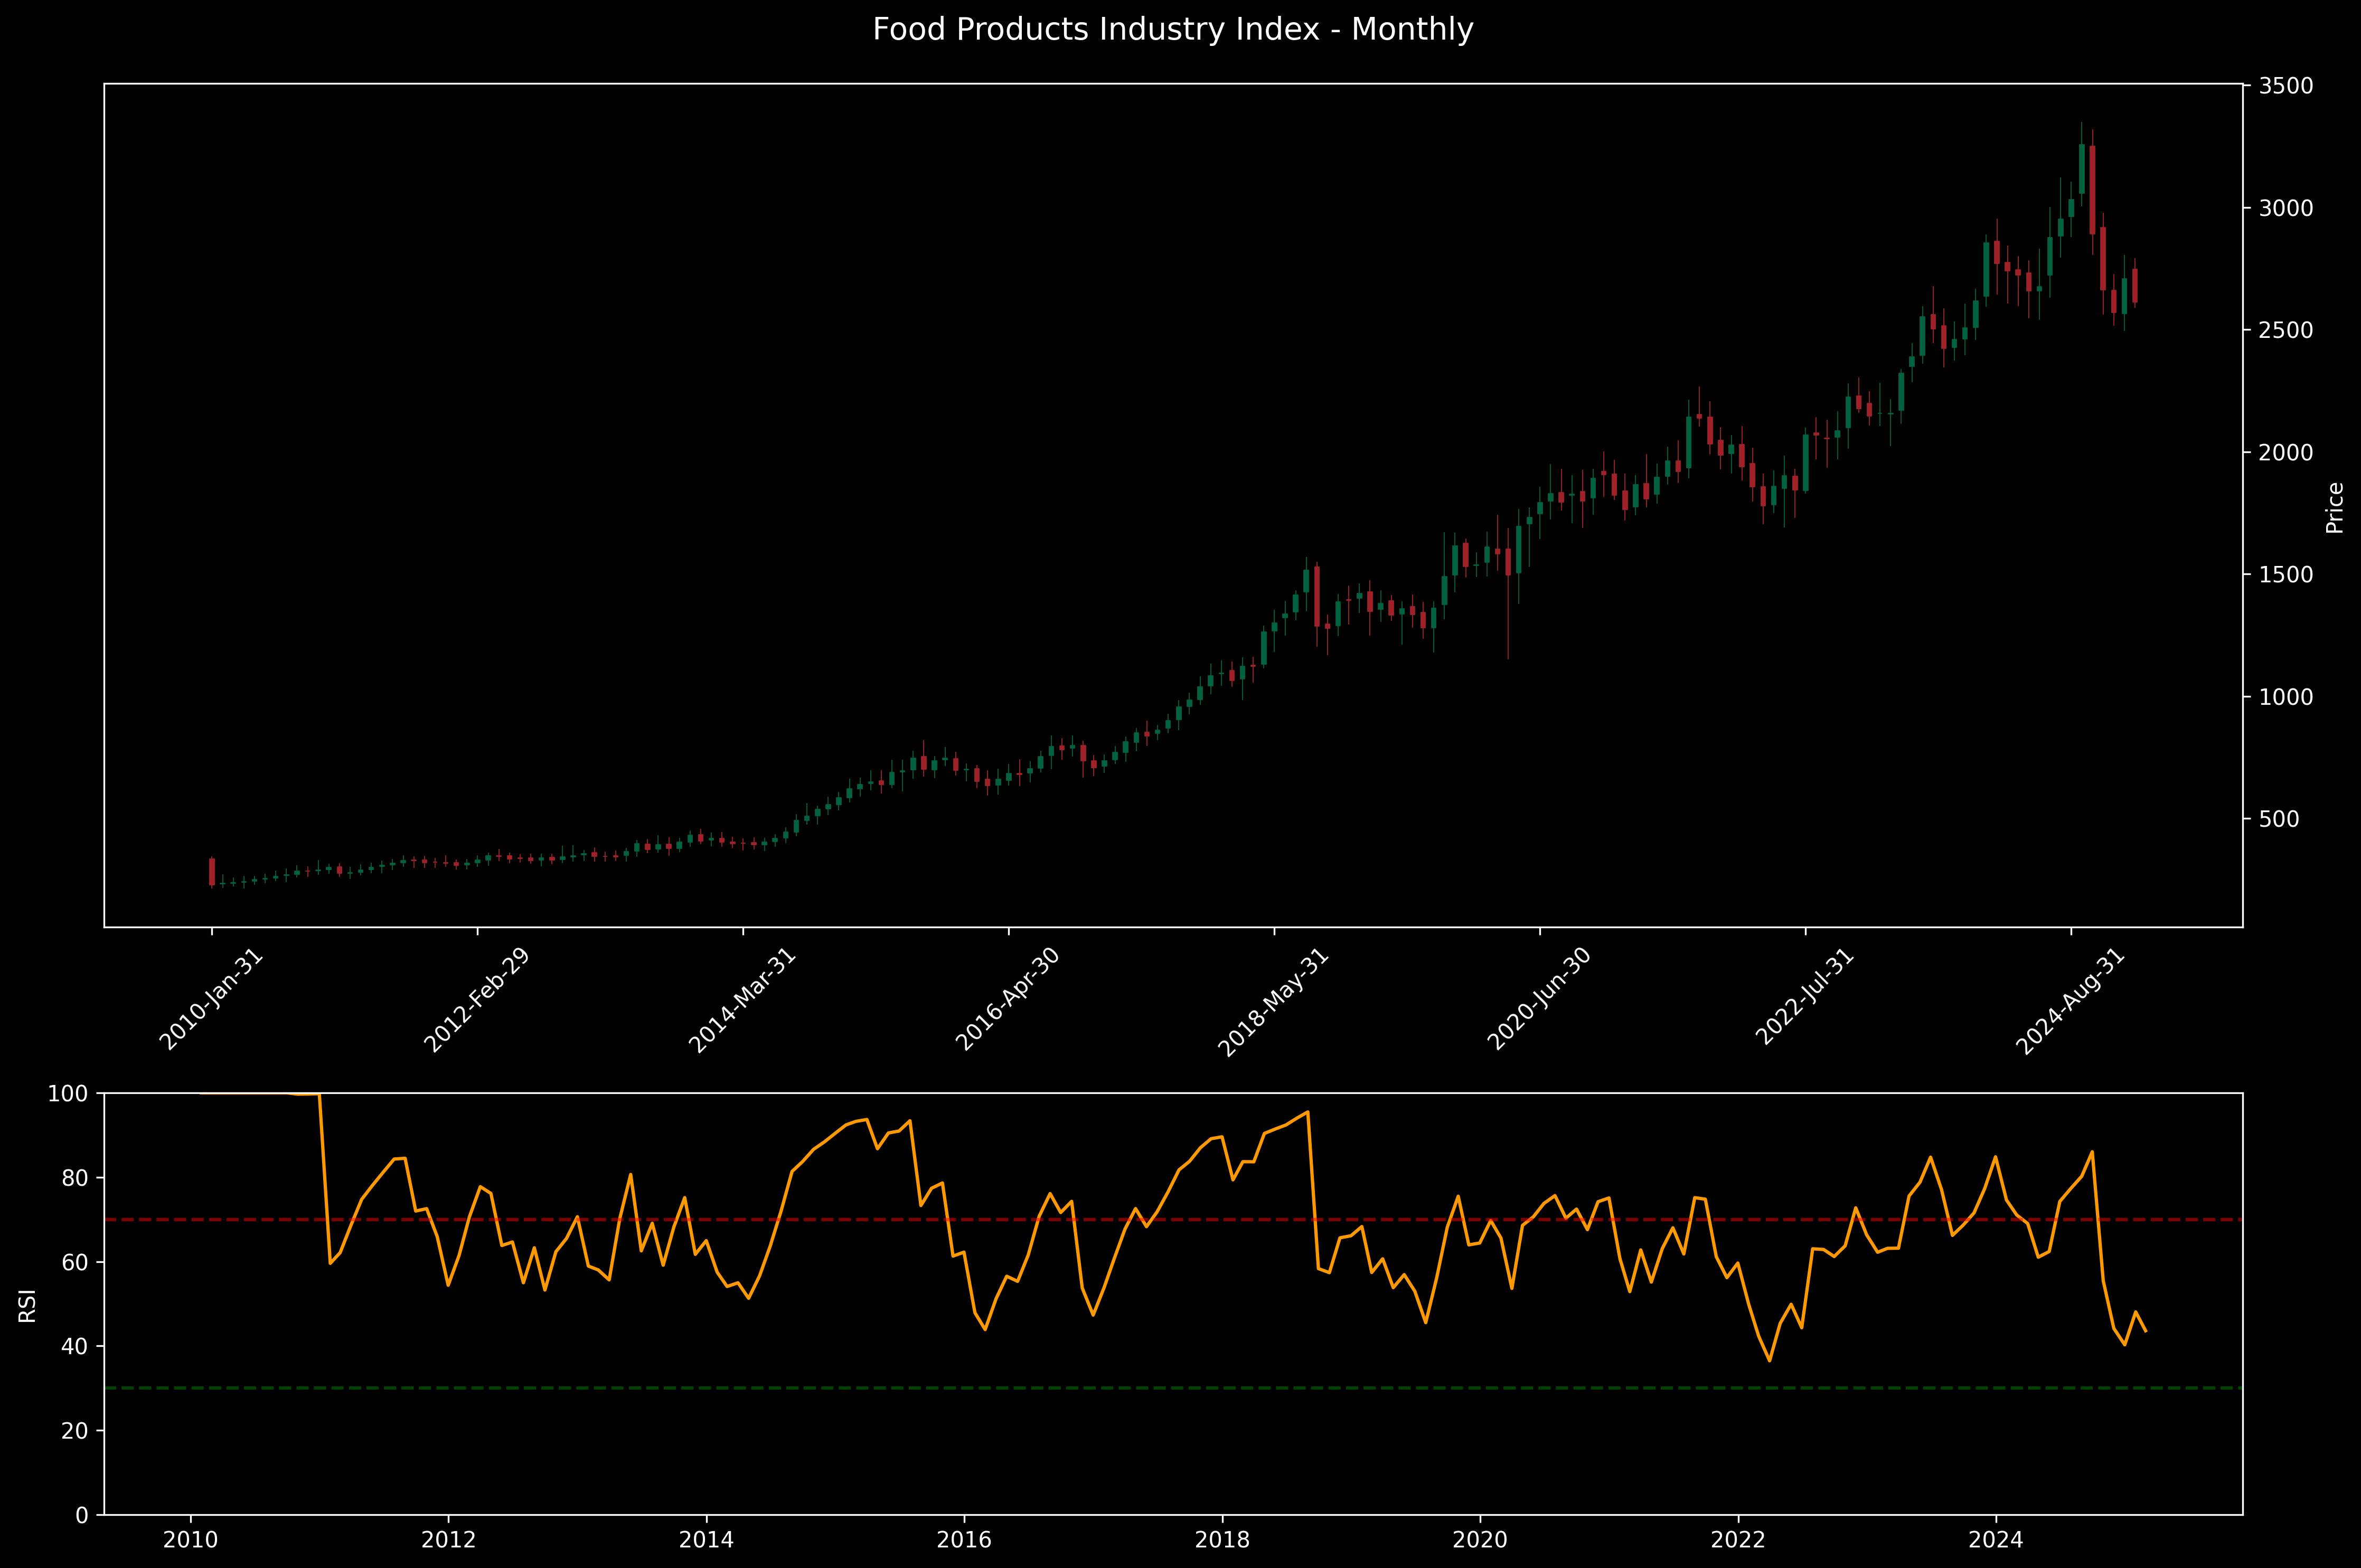 Food Products Industry Index - Monthly
3500
3000
2500
2000
1500
1000
500
Price
2010-Jan-31
2012-Feb-29
2014-Mar-31
2016-Apr-30
2018-May-31
2020-Jun-30
2022-Jul-31
2024-Aug-31
100
80
60
40
20
0
RSI
2010
2012
2014
2016
2018
2020
2022
2024